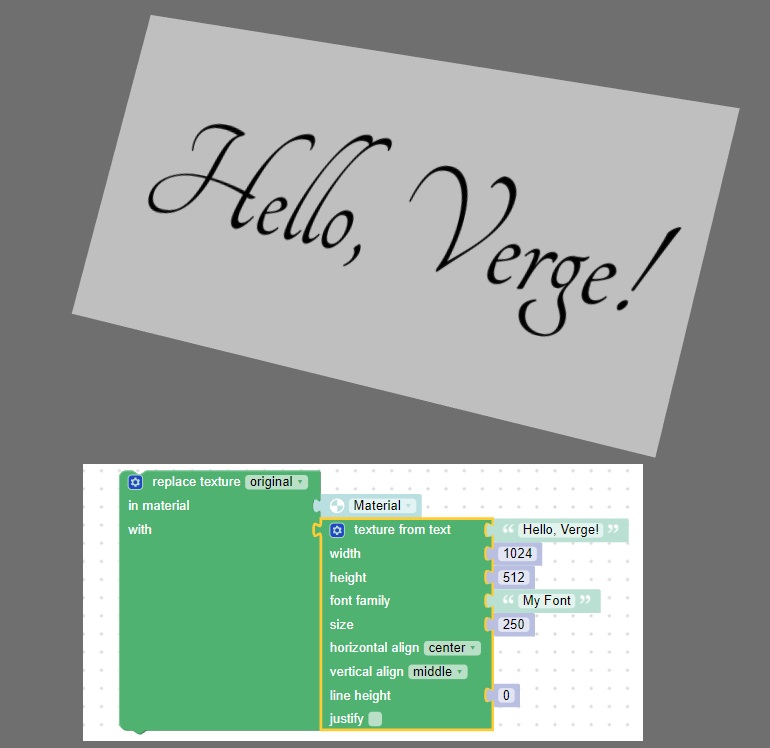 Hello, Verge!
replace texture original
in material Material
with texture from text “ Hello, Verge! ”
width 1024
height 512
font family “ My Font ”
size 250
horizontal align center
vertical align middle
line height 0
justify